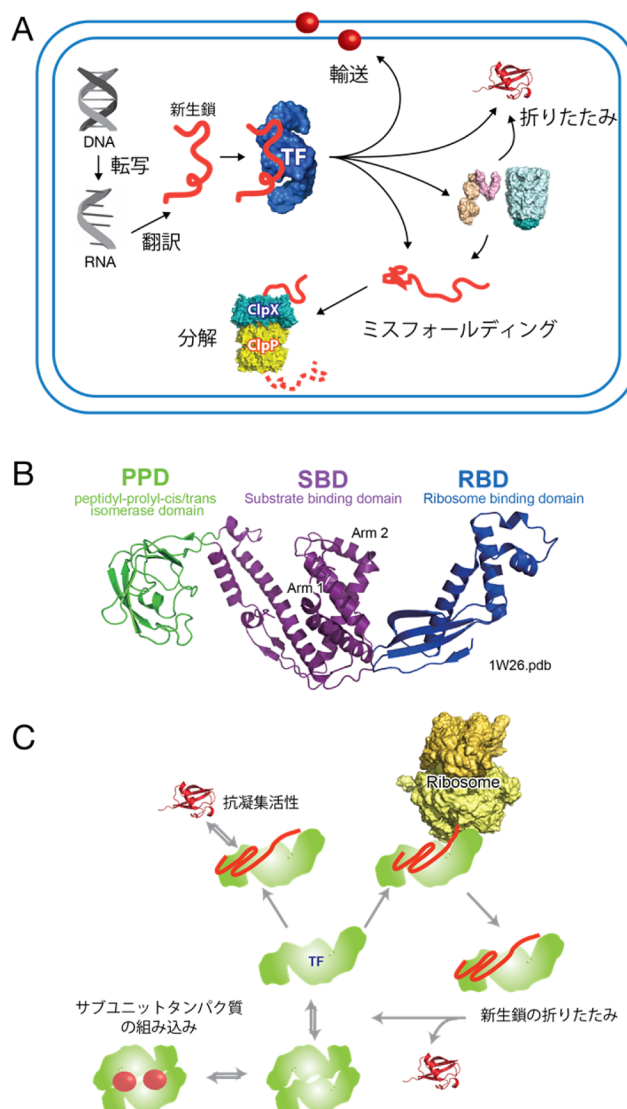 A
DNA
転写
RNA
翻訳
新生鎖
TF
輸送
折りたたみ
ミスフォールディング
分解
ClpX
ClpP
B
PPD
peptidyl-prolyl-cis/trans
isomerase domain
SBD
Substrate binding domain
RBD
Ribosome binding domain
Arm 2
Arm 1
1W26.pdb
C
Ribosome
抗凝集活性
TF
サブユニットタンパク質
の組み込み
新生鎖の折りたたみ